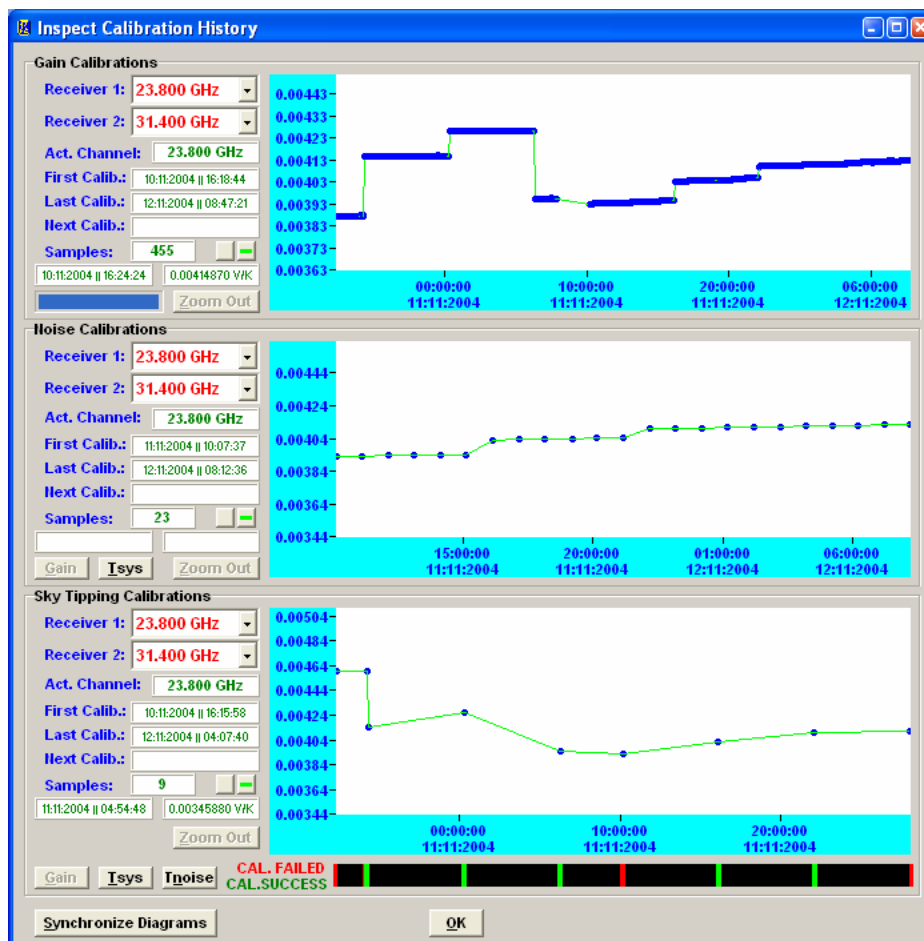 Inspect Calibration History
Gain Calibrations
Receiver 1: 23.800 GHz
Receiver 2: 31.400 GHz
Act. Channel: 23.800 GHz
First Calib.: 10:11:2004 || 16:18:44
Last Calib.: 12:11:2004 || 08:47:21
Next Calib.:
Samples: 455
10:11:2004 || 16:24:24 0.00414870 V/K
Zoom Out
0.00443
0.00433
0.00423
0.00413
0.00403
0.00393
0.00383
0.00373
0.00363
00:00:00 10:00:00 20:00:00 06:00:00
11:11:2004 11:11:2004 11:11:2004 12:11:2004
Noise Calibrations
Receiver 1: 23.800 GHz
Receiver 2: 31.400 GHz
Act. Channel: 23.800 GHz
First Calib.: 11:11:2004 || 10:07:37
Last Calib.: 12:11:2004 || 08:12:36
Next Calib.:
Samples: 23
Gain Tsys Zoom Out
0.00444
0.00424
0.00404
0.00384
0.00364
0.00344
15:00:00 20:00:00 01:00:00 06:00:00
11:11:2004 11:11:2004 12:11:2004 12:11:2004
Sky Tipping Calibrations
Receiver 1: 23.800 GHz
Receiver 2: 31.400 GHz
Act. Channel: 23.800 GHz
First Calib.: 10:11:2004 || 16:15:58
Last Calib.: 12:11:2004 || 04:07:40
Next Calib.:
Samples: 9
11:11:2004 || 04:54:48 0.00345880 V/K
Zoom Out
0.00504
0.00484
0.00464
0.00444
0.00424
0.00404
0.00384
0.00364
0.00344
00:00:00 10:00:00 20:00:00
11:11:2004 11:11:2004 11:11:2004
Gain Tsys Tnoise
CAL. FAILED
CAL.SUCCESS
Synchronize Diagrams OK